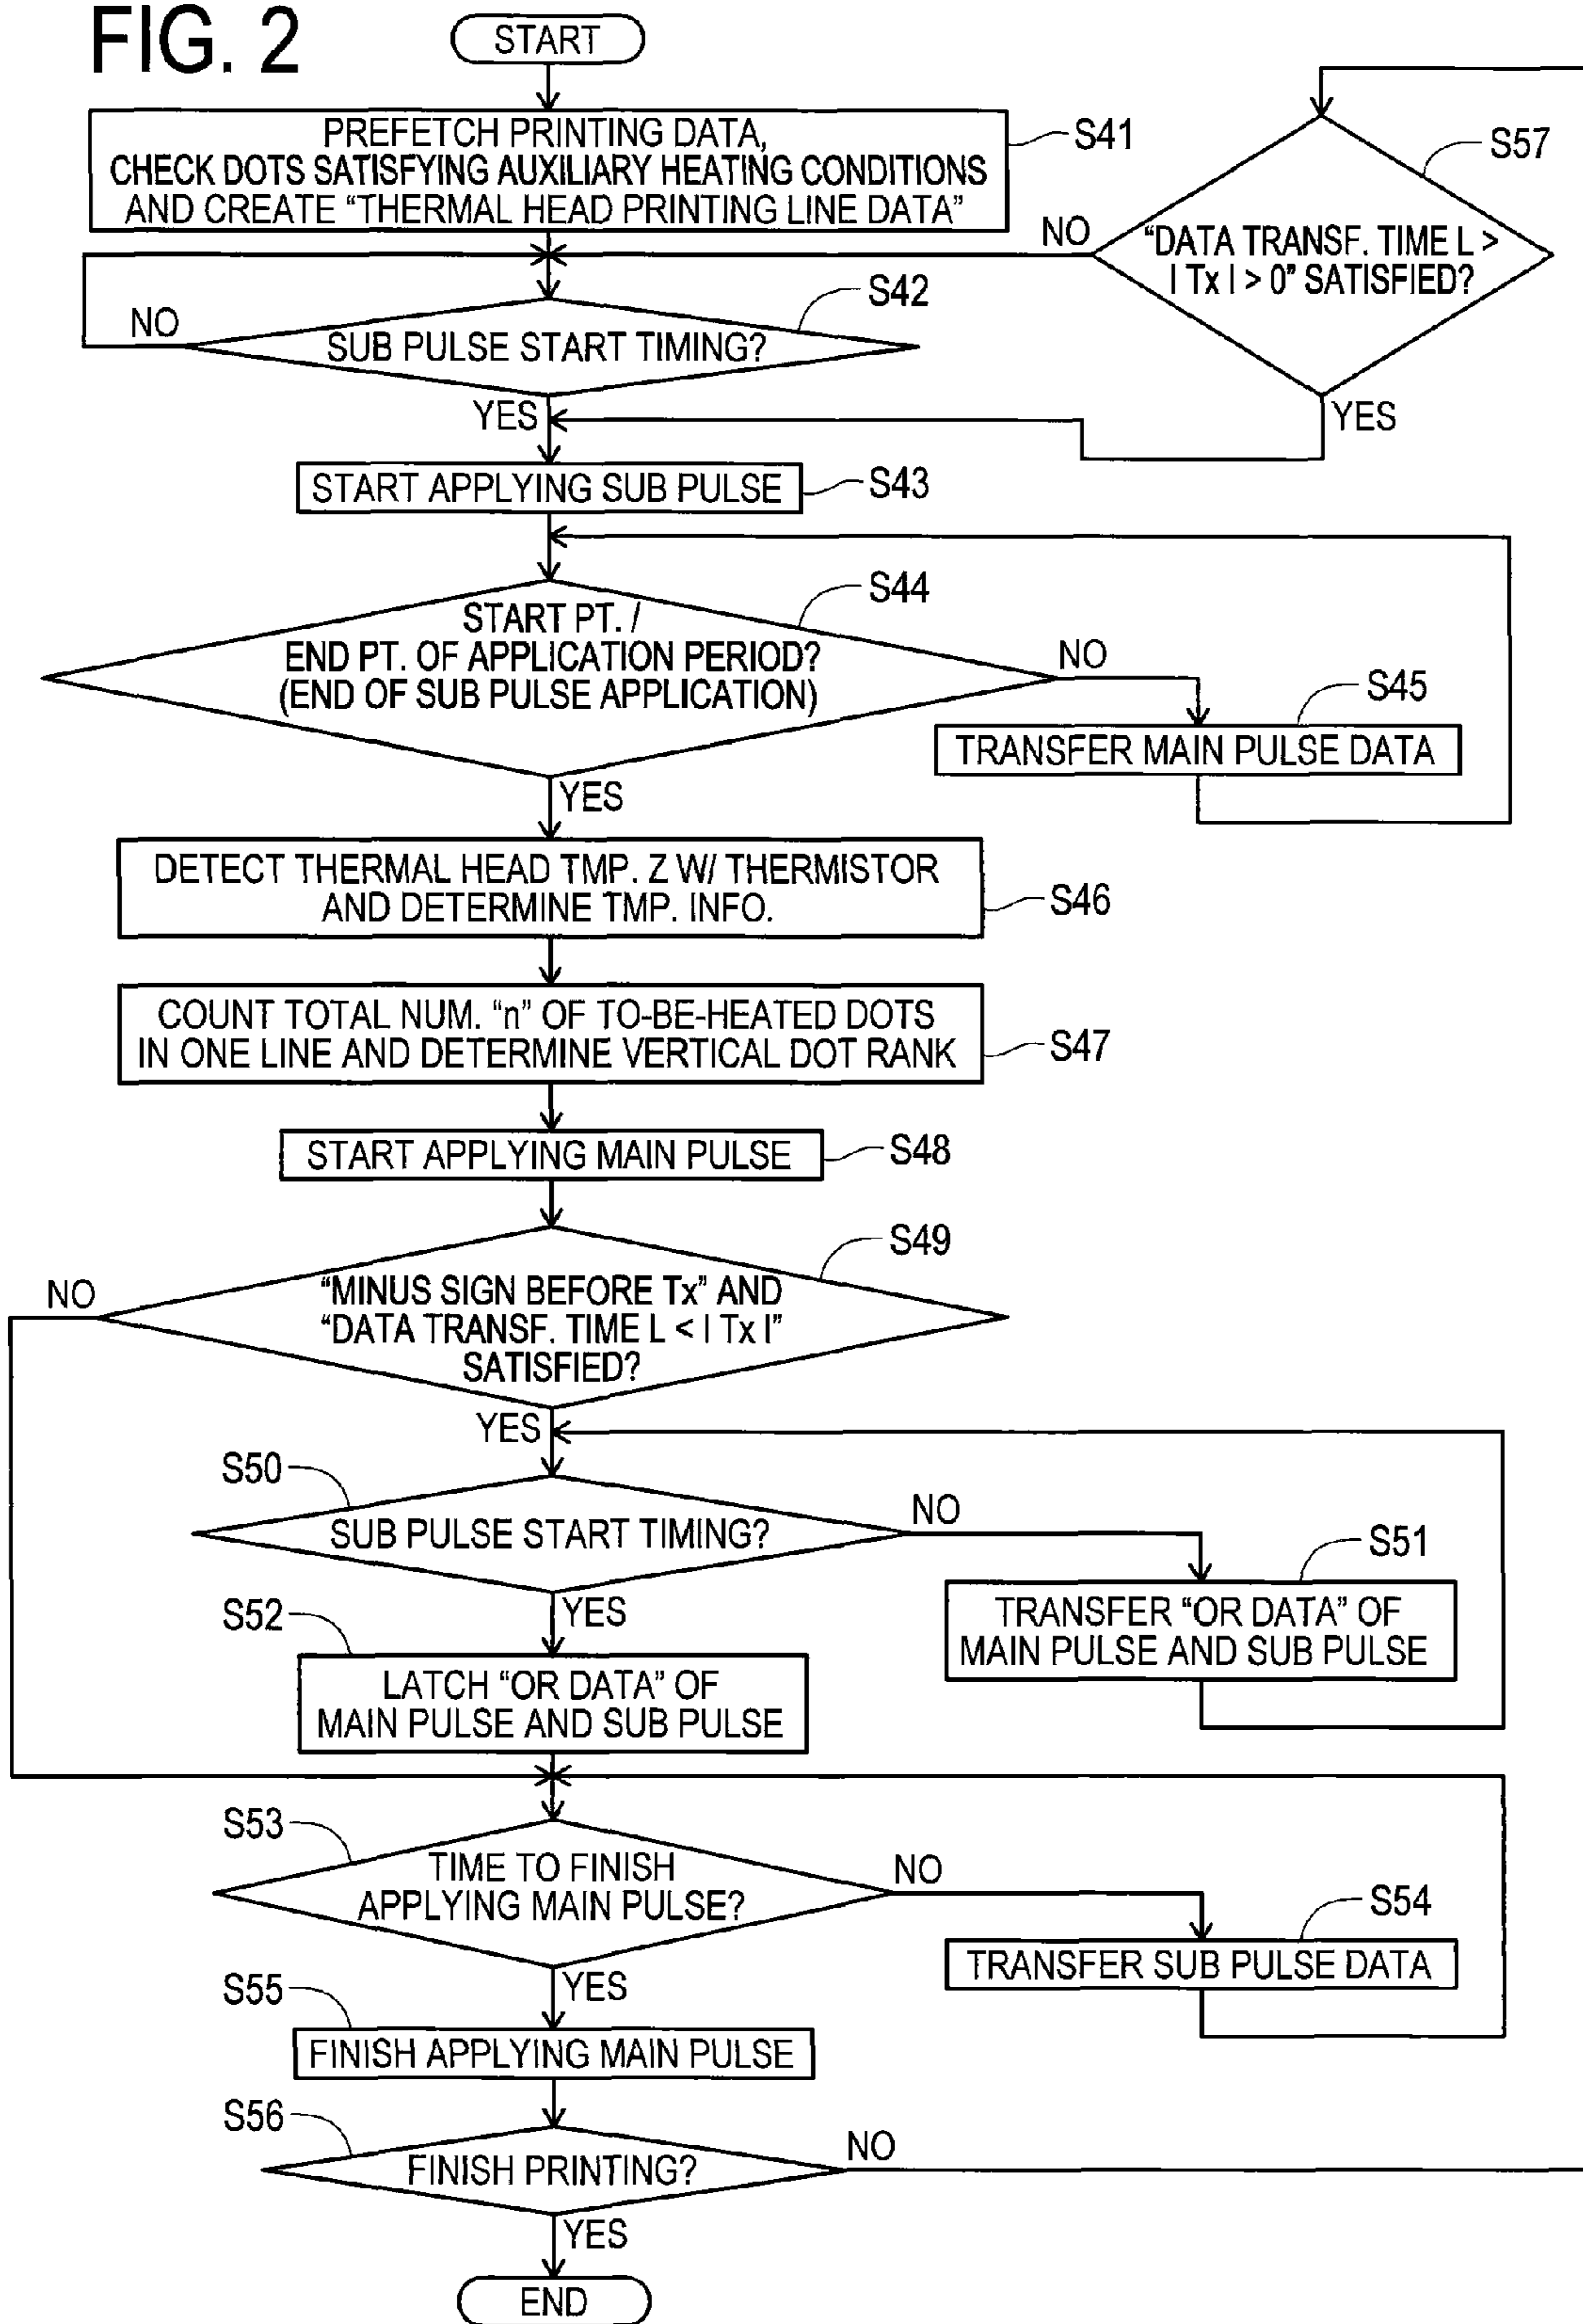 FIG. 2
START
PREFETCH PRINTING DATA,
CHECK DOTS SATISFYING AUXILIARY HEATING CONDITIONS
AND CREATE “THERMAL HEAD PRINTING LINE DATA”
S41
S57
“DATA TRANSF. TIME L >
| Tx | > 0” SATISFIED?
NO
YES
S42
SUB PULSE START TIMING?
NO
YES
START APPLYING SUB PULSE
S43
S44
START PT. /
END PT. OF APPLICATION PERIOD?
(END OF SUB PULSE APPLICATION)
NO
S45
TRANSFER MAIN PULSE DATA
YES
DETECT THERMAL HEAD TMP. Z W/ THERMISTOR
AND DETERMINE TMP. INFO.
S46
COUNT TOTAL NUM. “n” OF TO-BE-HEATED DOTS
IN ONE LINE AND DETERMINE VERTICAL DOT RANK
S47
START APPLYING MAIN PULSE
S48
S49
NO
“MINUS SIGN BEFORE Tx” AND
“DATA TRANSF. TIME L < | Tx |”
SATISFIED?
YES
S50
SUB PULSE START TIMING?
NO
S51
TRANSFER “OR DATA” OF
MAIN PULSE AND SUB PULSE
YES
S52
LATCH “OR DATA” OF
MAIN PULSE AND SUB PULSE
S53
TIME TO FINISH
APPLYING MAIN PULSE?
NO
S54
TRANSFER SUB PULSE DATA
YES
S55
FINISH APPLYING MAIN PULSE
S56
FINISH PRINTING?
NO
YES
END